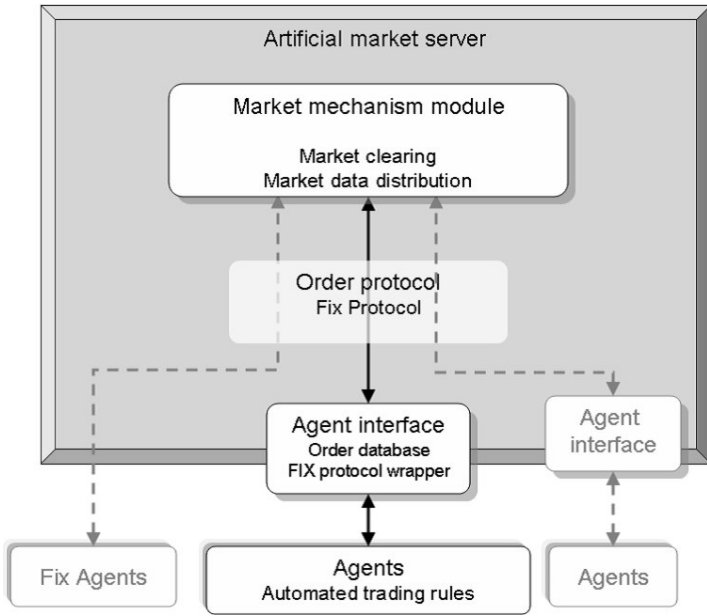 Artificial market server
Market mechanism module
Market clearing
Market data distribution
Order protocol
Fix Protocol
Agent interface
Order database
FIX protocol wrapper
Agent
interface
Fix Agents
Agents
Automated trading rules
Agents